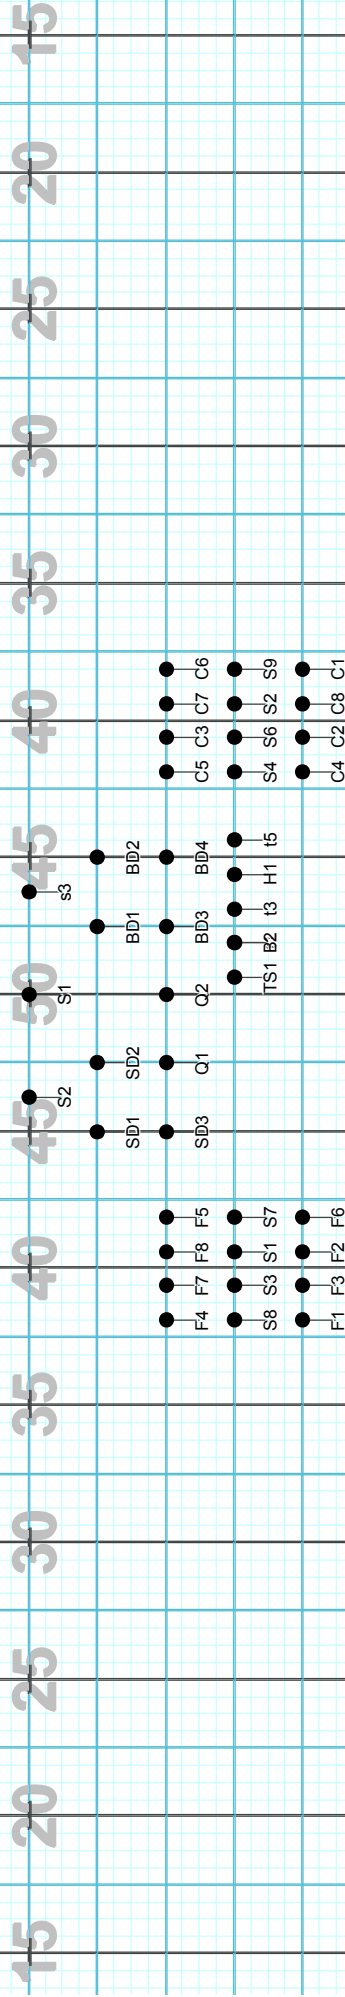 15 20 25 30 35 40 45 50 45 40 35 30 25 20 15
S2 S1 s3
SD1 SD2 BD1 BD2
F4 F7 F8 F5 SD3 Q1 Q2 BD3 BD4 C5 C3 C7 C6
S8 S3 S1 S7 TS1 B2 t3 H1 t5 S4 S6 S2 S9
F1 F3 F2 F6 C4 C2 C8 C1